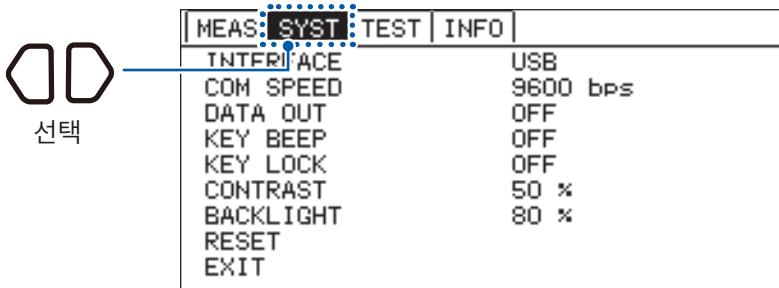 MEAS SYST TEST INFO
INTERFACE USB
COM SPEED 9600 bps
DATA OUT OFF
KEY BEEP OFF
KEY LOCK OFF
CONTRAST 50 %
BACKLIGHT 80 %
RESET
EXIT
선택